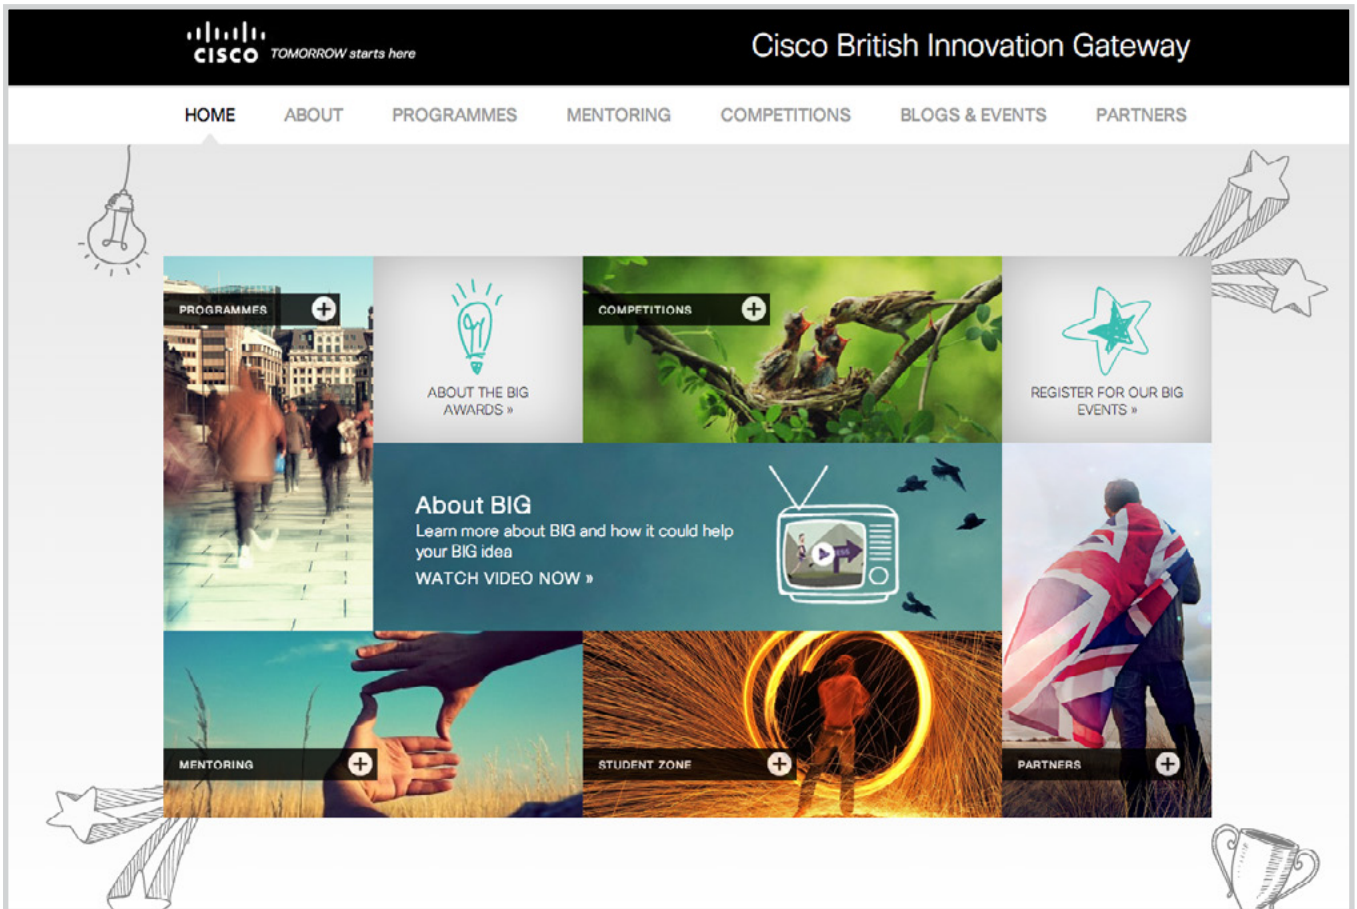 CISCO TOMORROW starts here
Cisco British Innovation Gateway
HOME ABOUT PROGRAMMES MENTORING COMPETITIONS BLOGS & EVENTS PARTNERS
PROGRAMMES
ABOUT THE BIG
AWARDS »
COMPETITIONS
REGISTER FOR OUR BIG
EVENTS »
About BIG
Learn more about BIG and how it could help
your BIG idea
WATCH VIDEO NOW »
MENTORING
STUDENT ZONE
PARTNERS